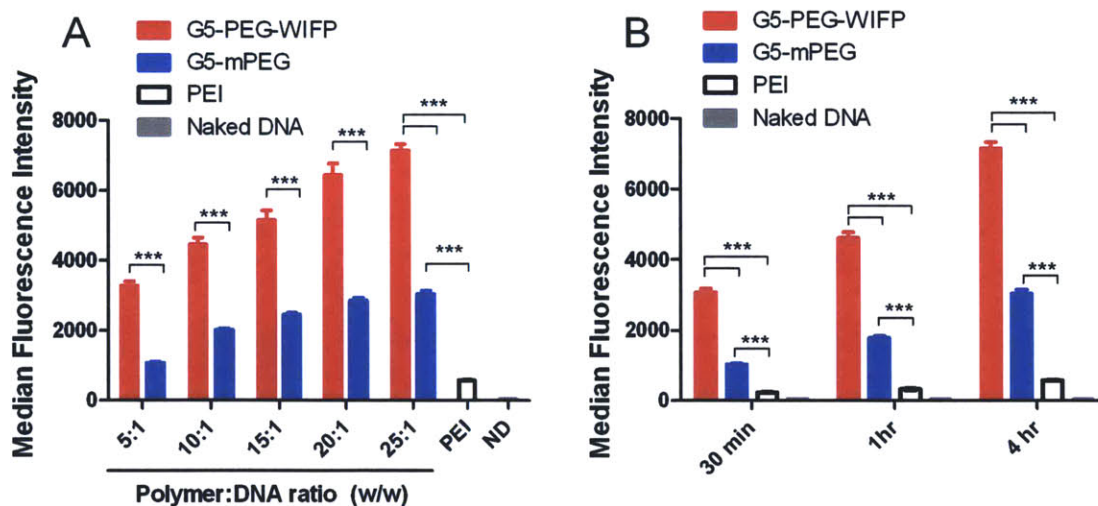 A
G5-PEG-WIFP
G5-mPEG
PEI
Naked DNA
Median Fluorescence Intensity
8000
6000
4000
2000
0
***
***
***
***
***
***
***
5:1
10:1
15:1
20:1
25:1
PEI
ND
Polymer:DNA ratio (w/w)
B
G5-PEG-WIFP
G5-mPEG
PEI
Naked DNA
Median Fluorescence Intensity
8000
6000
4000
2000
0
***
***
***
***
***
***
30 min
1hr
4 hr